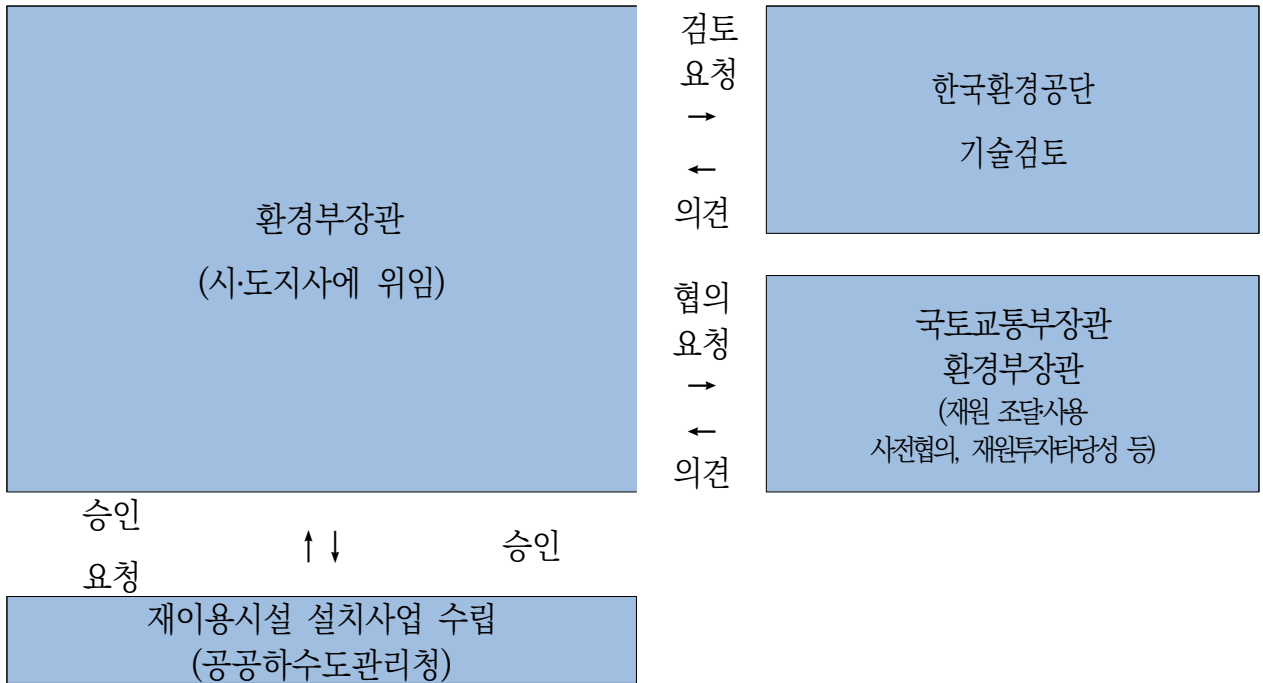 환경부장관
(시·도지사에 위임)
검토
요청
→
←
의견
한국환경공단
기술검토
협의
요청
→
←
의견
국토교통부장관
환경부장관
(재원 조달·사용
사전협의, 재원투자타당성 등)
승인
요청
↑↓
승인
재이용시설 설치사업 수립
(공공하수도관리청)